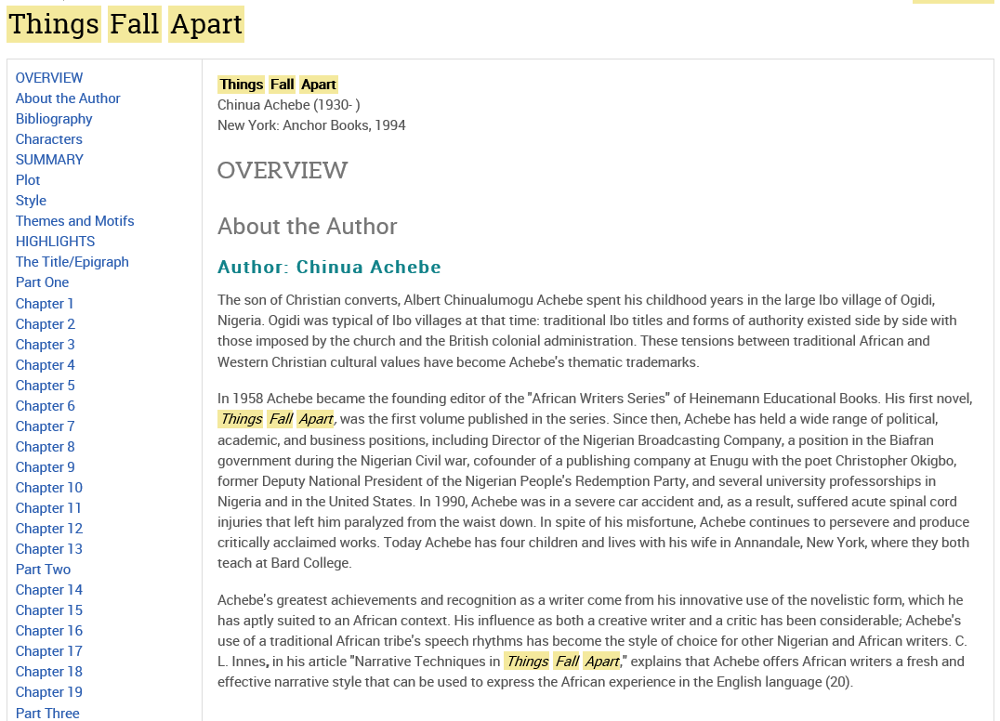 Things Fall Apart
OVERVIEW
About the Author
Bibliography
Characters
SUMMARY
Plot
Style
Themes and Motifs
HIGHLIGHTS
The Title/Epigraph
Part One
Chapter 1
Chapter 2
Chapter 3
Chapter 4
Chapter 5
Chapter 6
Chapter 7
Chapter 8
Chapter 9
Chapter 10
Chapter 11
Chapter 12
Chapter 13
Part Two
Chapter 14
Chapter 15
Chapter 16
Chapter 17
Chapter 18
Chapter 19
Part Three
Things Fall Apart
Chinua Achebe (1930- )
New York: Anchor Books, 1994
OVERVIEW
About the Author
Author: Chinua Achebe
The son of Christian converts, Albert Chinualumogu Achebe spent his childhood years in the large Ibo village of Ogidi,
Nigeria. Ogidi was typical of Ibo villages at that time: traditional Ibo titles and forms of authority existed side by side with
those imposed by the church and the British colonial administration. These tensions between traditional African and
Western Christian cultural values have become Achebe's thematic trademarks.
In 1958 Achebe became the founding editor of the "African Writers Series" of Heinemann Educational Books. His first novel,
Things Fall Apart, was the first volume published in the series. Since then, Achebe has held a wide range of political,
academic, and business positions, including Director of the Nigerian Broadcasting Company, a position in the Biafran
government during the Nigerian Civil war, cofounder of a publishing company at Enugu with the poet Christopher Okigbo,
former Deputy National President of the Nigerian People's Redemption Party, and several university professorships in
Nigeria and in the United States. In 1990, Achebe was in a severe car accident and, as a result, suffered acute spinal cord
injuries that left him paralyzed from the waist down. In spite of his misfortune, Achebe continues to persevere and produce
critically acclaimed works. Today Achebe has four children and lives with his wife in Annandale, New York, where they both
teach at Bard College.
Achebe's greatest achievements and recognition as a writer come from his innovative use of the novelistic form, which he
has aptly suited to an African context. His influence as both a creative writer and a critic has been considerable; Achebe's
use of a traditional African tribe's speech rhythms has become the style of choice for other Nigerian and African writers. C.
L. Innes, in his article "Narrative Techniques in Things Fall Apart," explains that Achebe offers African writers a fresh and
effective narrative style that can be used to express the African experience in the English language (20).